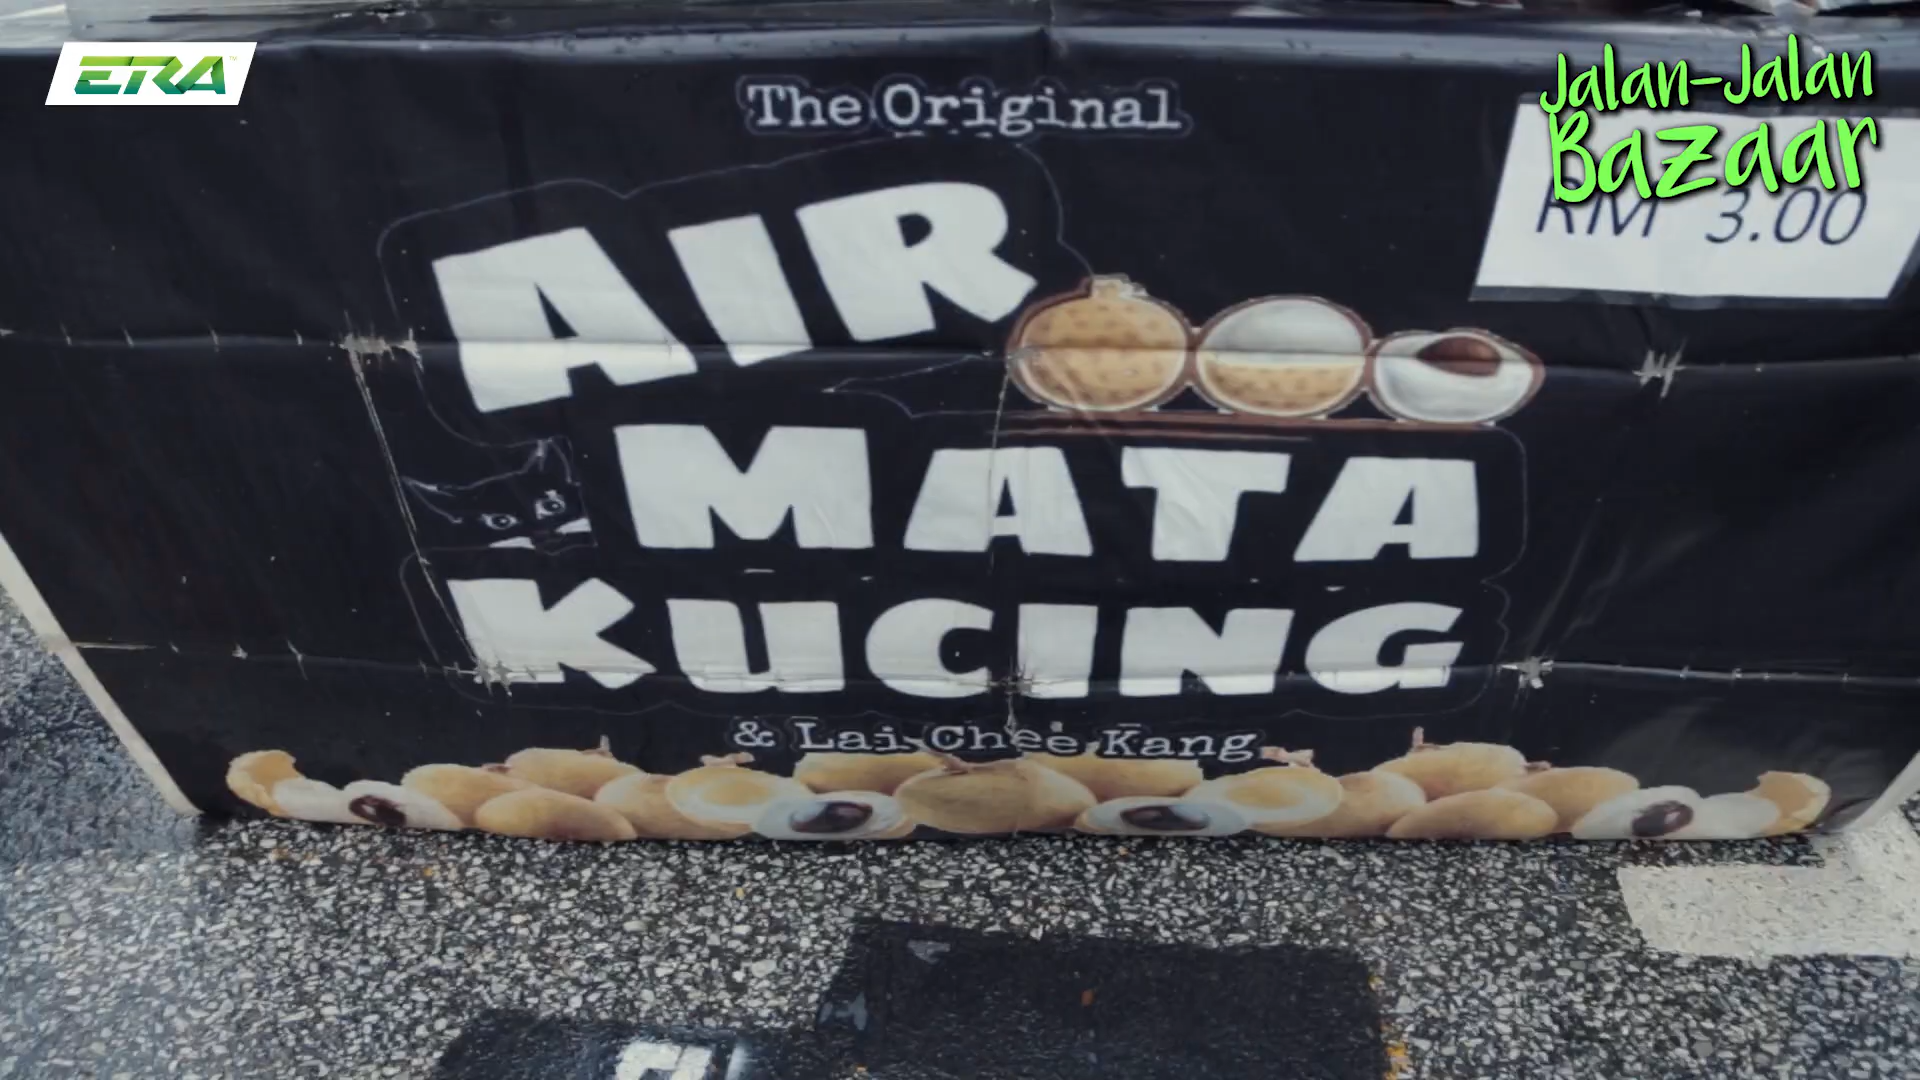 ERA
Jalan-Jalan
Bazaar
RM 3.00
The Original
AIR
MATA
KUCING
& Lai Chee Kang